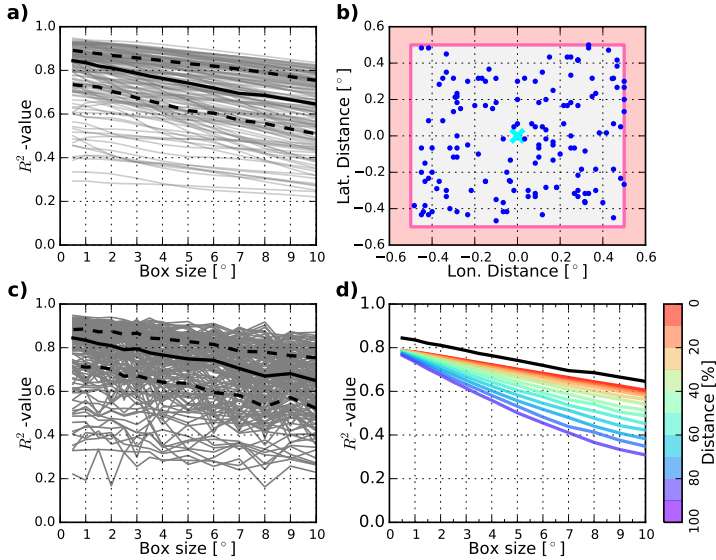 a)
1.0
0.8
0.6
0.4
0.2
0.0
R² -value
0 1 2 3 4 5 6 7 8 9 10
Box size [°]
b)
0.6
0.4
0.2
0.0
−0.2
−0.4
−0.6
Lat. Distance [°]
−0.6 −0.4 −0.2 0.0 0.2 0.4 0.6
Lon. Distance [°]
c)
1.0
0.8
0.6
0.4
0.2
0.0
R² -value
0 1 2 3 4 5 6 7 8 9 10
Box size [°]
d)
1.0
0.8
0.6
0.4
0.2
0.0
R² -value
0 1 2 3 4 5 6 7 8 9 10
Box size [°]
0
20
40
60
80
100
Distance [%]